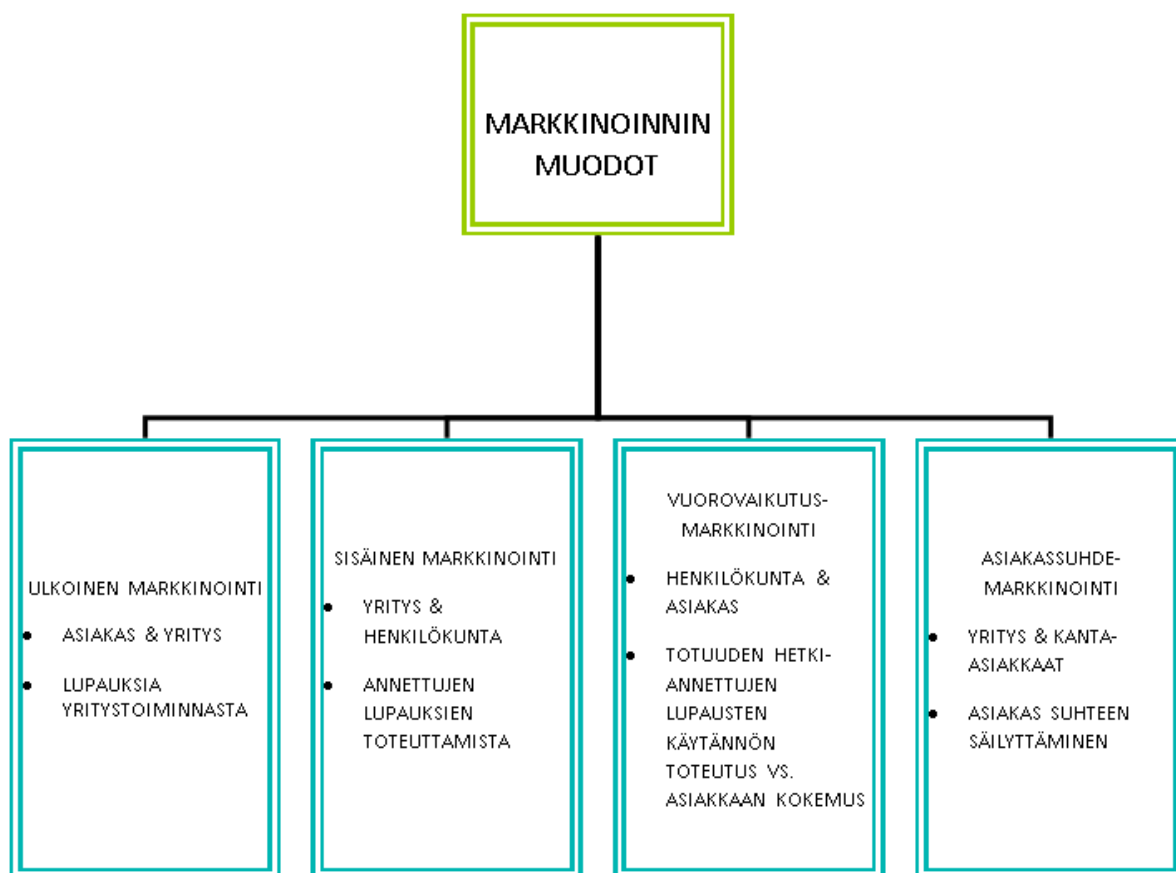 MARKKINOINNIN
MUODOT
ULKOINEN MARKKINOINTI
• ASIAKAS & YRITYS
• LUPAUKSIA
YRITYSTOIMINNASTA
SISÄINEN MARKKINOINTI
• YRITYS &
HENKILÖKUNTA
• ANNETTUJEN
LUPAUKSIEN
TOTEUTTAMISTA
VUOROVAIKUTUS-
MARKKINOINTI
• HENKILÖKUNTA &
ASIAKAS
• TOTUUDEN HETKI-
ANNETTUJEN
LUPAUSTEN
KÄYTÄNNÖN
TOTEUTUS VS.
ASIAKKAAN KOKEMUS
ASIAKASSUHDE-
MARKKINOINTI
• YRITYS & KANTA-
ASIAKKAAT
• ASIAKAS SUHTEEN
SÄILYTTÄMINEN